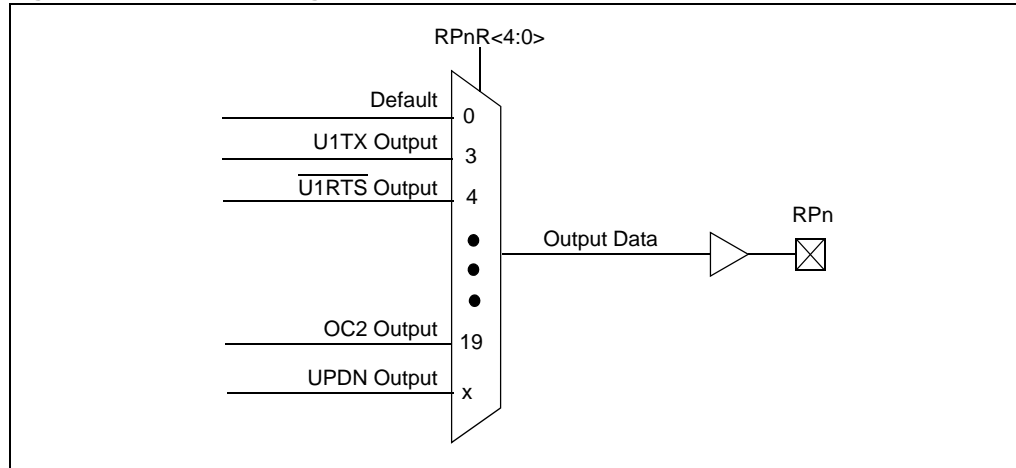 RPnR<4:0>
Default
0
U1TX Output
3
U1RTS Output
4
RPn
Output Data
OC2 Output
19
UPDN Output
x